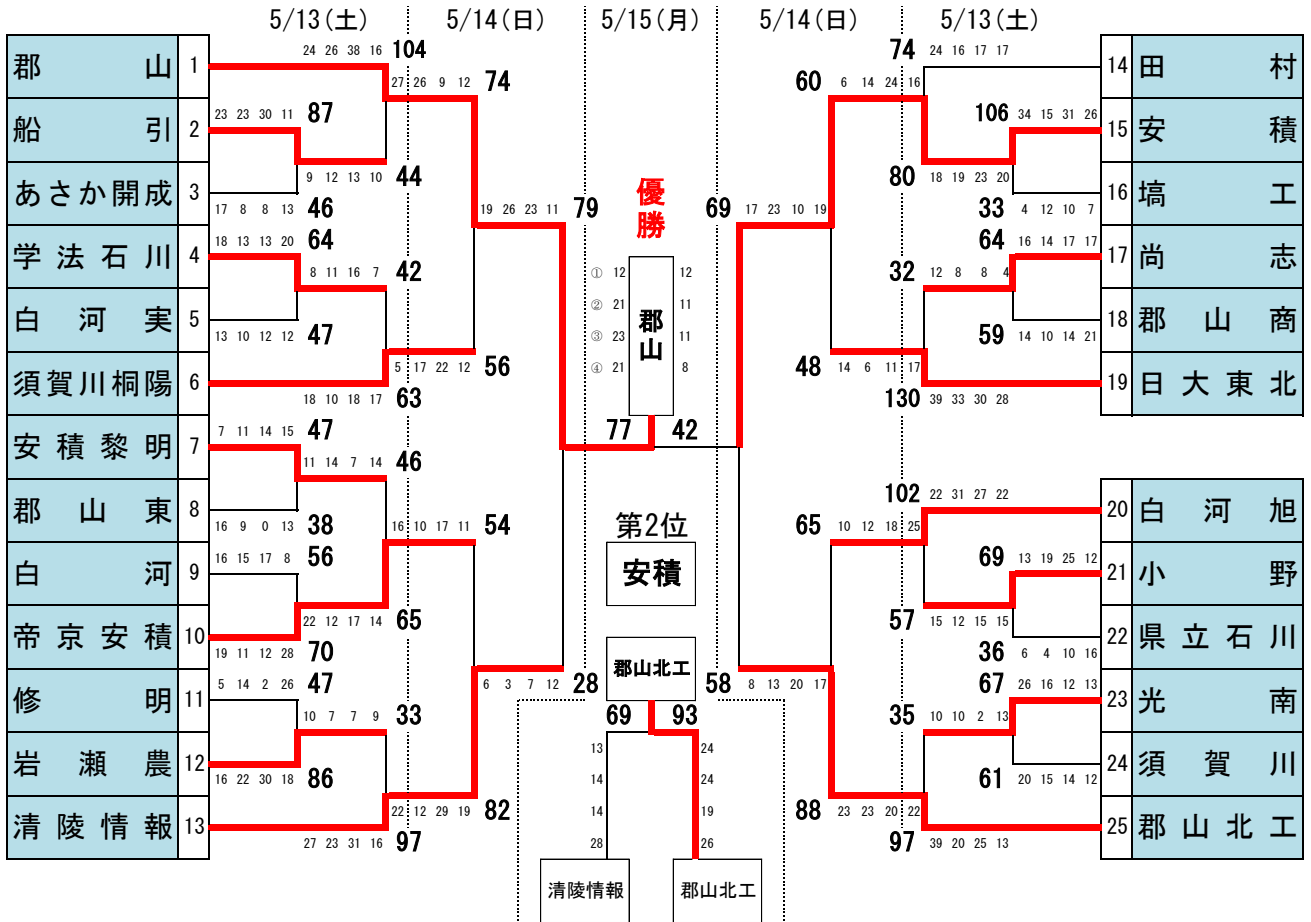 5/13(土) 5/14(日) 5/15(月) 5/14(日) 5/13(土)
郡山 1
24 26 38 16 104
船引 2
23 23 30 11 87
27 26 9 12 74
あさか開成 3
9 12 13 10 44
17 8 8 13 46
学法石川 4
18 13 13 20 64
19 26 23 11 79
白河実 5
8 11 16 7 42
13 10 12 12 47
須賀川桐陽 6
5 17 22 12 56
18 10 18 17 63
安積黎明 7
7 11 14 15 47
11 14 7 14 46
郡山東 8
16 9 0 13 38
16 10 17 11 54
白河 9
16 15 17 8 56
帝京安積 10
22 12 17 14 65
19 11 12 28 70
修明 11
5 14 2 26 47
6 3 7 12 28
岩瀬農 12
10 7 7 9 33
16 22 30 18 86
清陵情報 13
22 12 29 19 82
27 23 31 16 97
優勝
郡山
① 12 12
② 21 11
③ 23 11
④ 21 8
77 42
第2位
安積
郡山北工
69 93
13 24
14 24
14 19
28 26
清陵情報 郡山北工
74 24 16 17 17
14 田村
60 6 14 24 16
106 34 15 31 26
15 安積
80 18 19 23 20
16 塙工
33 4 12 10 7
69 17 23 10 19
64 16 14 17 17
17 尚志
32 12 8 8 4
18 郡山商
59 14 10 14 21
48 14 6 11 17
19 日大東北
130 39 33 30 28
102 22 31 27 22
20 白河旭
65 10 12 18 25
69 13 19 25 12
21 小野
57 15 12 15 15
22 県立石川
36 6 4 10 16
58 8 13 20 17
67 26 16 12 13
23 光南
35 10 10 2 13
24 須賀川
61 20 15 14 12
88 23 23 20 22
25 郡山北工
97 39 20 25 13